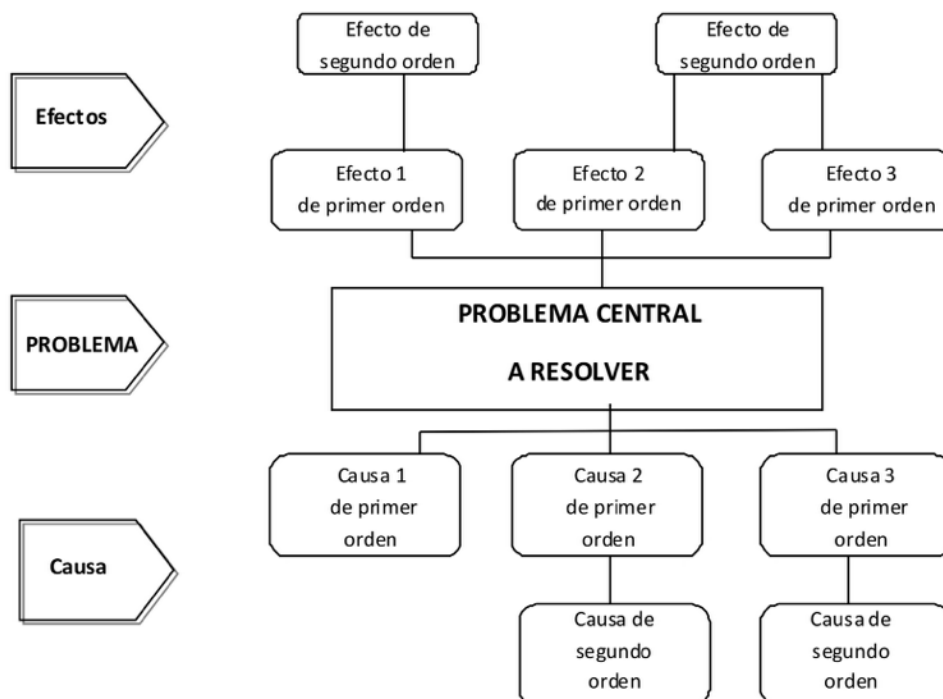 Efecto de
segundo orden
Efecto de
segundo orden
Efectos
Efecto 1
de primer orden
Efecto 2
de primer orden
Efecto 3
de primer orden
PROBLEMA
PROBLEMA CENTRAL
A RESOLVER
Causa 1
de primer
orden
Causa 2
de primer
orden
Causa 3
de primer
orden
Causa
Causa de
segundo
orden
Causa de
segundo
orden